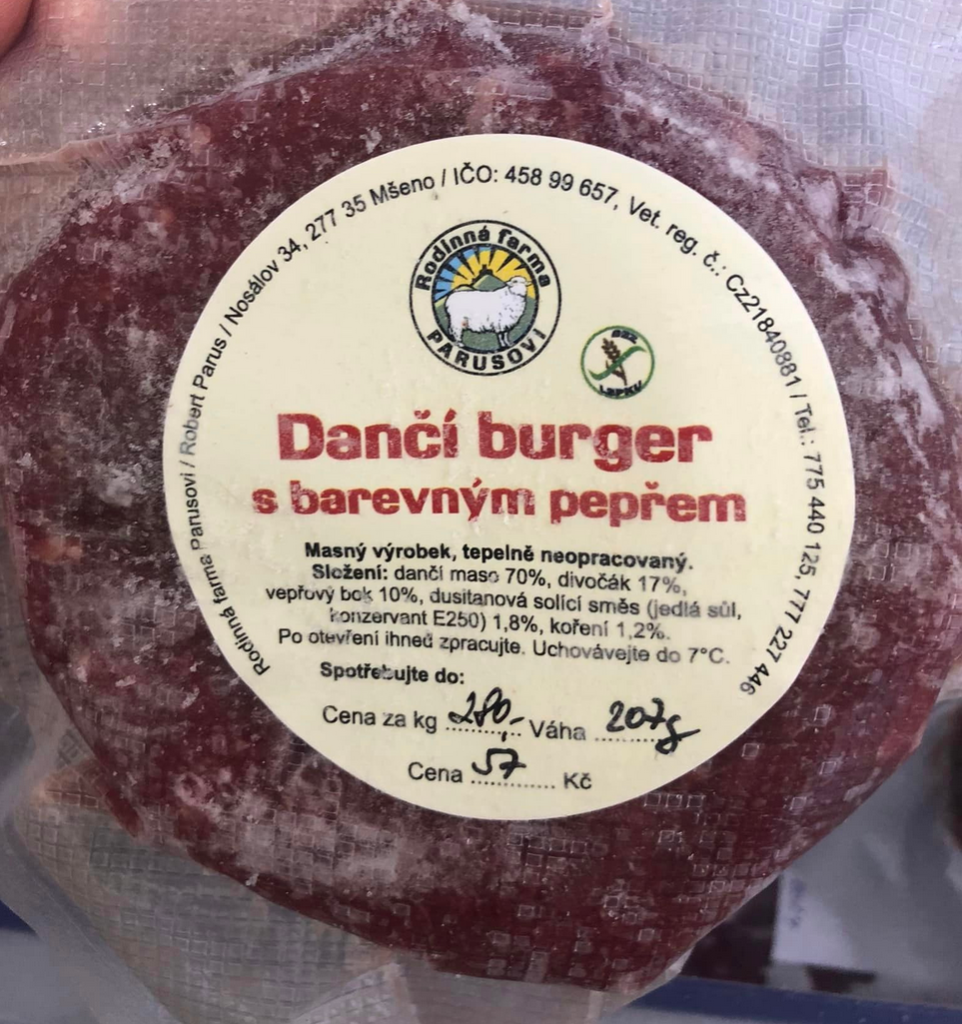 Rodinná farma Parusovi / Robert Parus / Nosálov 34, 277 35 Mšeno / IČO: 458 99 657, Vet. reg. č.: Cz21840881 / Tel.: 775 440 125, 777 227 446
Rodinná farma
PARUSOVI
BEZ
LEPKU
Dančí burger
s barevným pepřem
Masný výrobek, tepelně neopracovaný.
Složení: dančí maso 70%, divočák 17%,
vepřový bok 10%, dusitanová solící směs (jedlá sůl,
konzervant E250) 1,8%, koření 1,2%.
Po otevření ihned zpracujte. Uchovávejte do 7°C.
Spotřebujte do:
Cena za kg 280,- Váha 207g
Cena 57 Kč